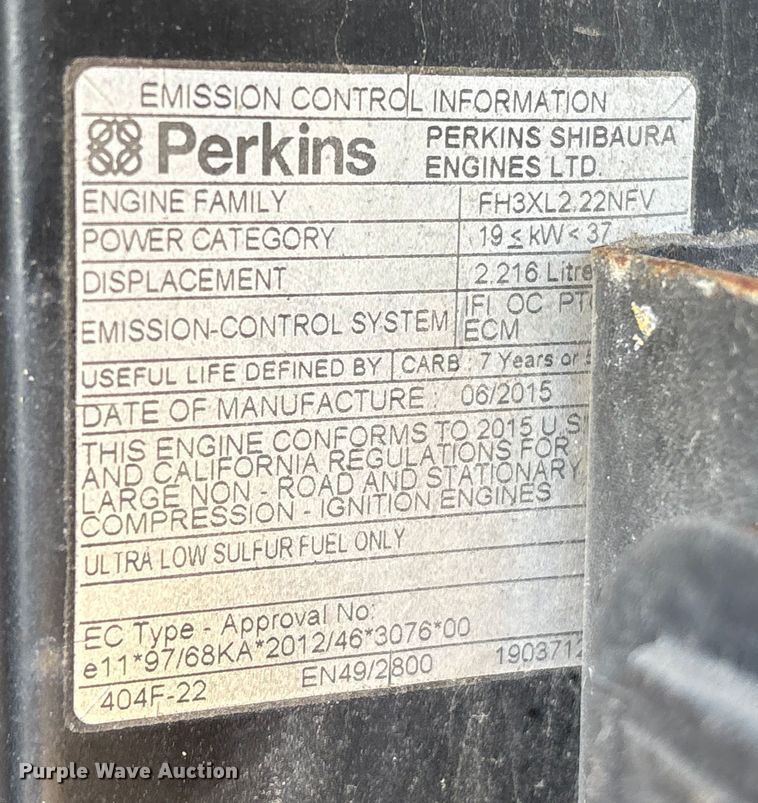 EMISSION CONTROL INFORMATION
Perkins
PERKINS SHIBAURA
ENGINES LTD.
ENGINE FAMILY FH3XL2.22NFV
POWER CATEGORY 19 ≤ kW < 37
DISPLACEMENT 2.216 Litre
EMISSION-CONTROL SYSTEM IFI OC
ECM
USEFUL LIFE DEFINED BY CARB : 7 Years or
DATE OF MANUFACTURE : 06/2015
THIS ENGINE CONFORMS TO 2015
AND CALIFORNIA REGULATIONS FOR
LARGE NON - ROAD AND STATIONARY
COMPRESSION - IGNITION ENGINES
ULTRA LOW SULFUR FUEL ONLY
EC Type - Approval No:
e11*97/68KA*2012/46*3076*00
404F-22 EN49/2800 1903712
Purple Wave Auction